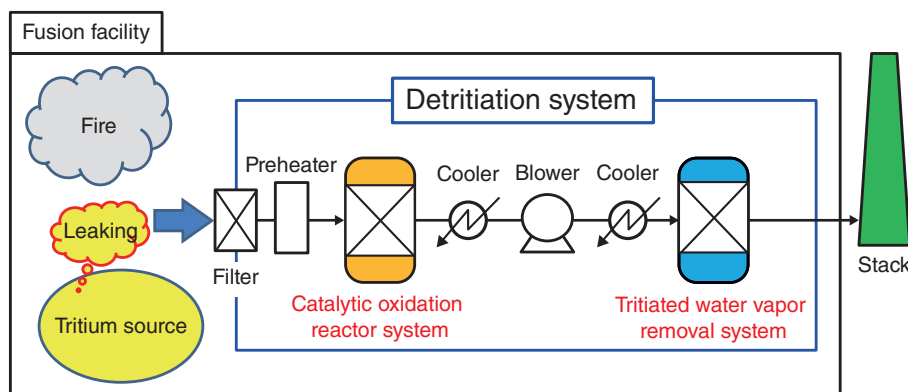 Fusion facility
Fire
Detritiation system
Preheater
Cooler
Blower
Cooler
Leaking
Filter
Stack
Tritium source
Catalytic oxidation
reactor system
Tritiated water vapor
removal system